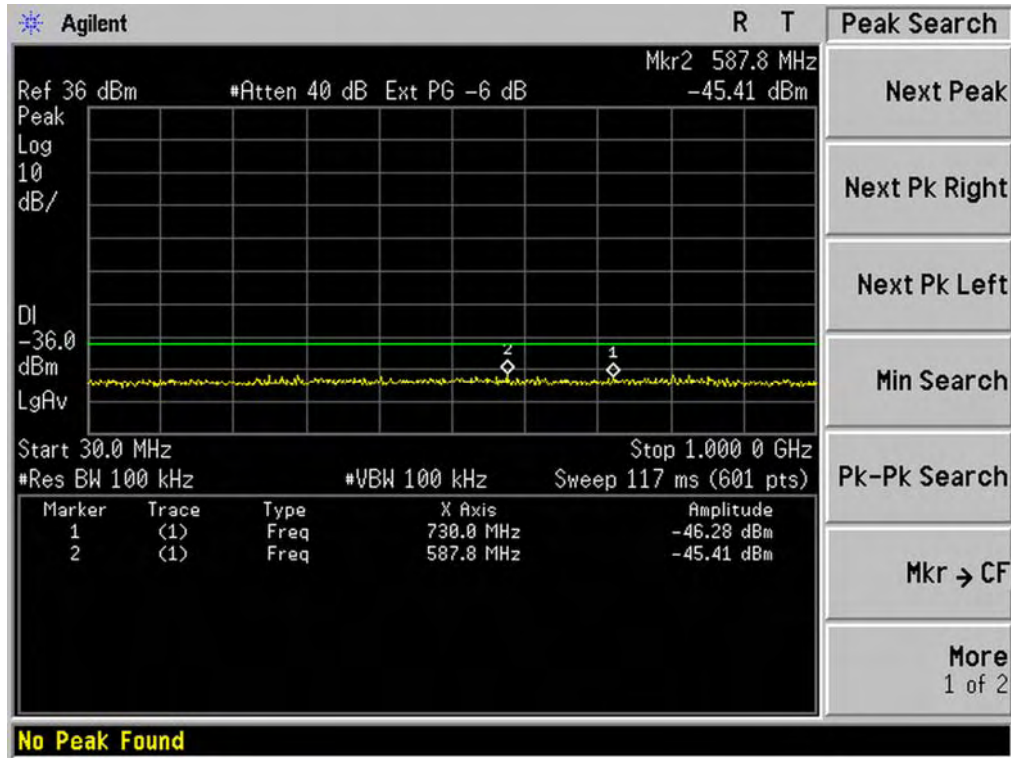 Agilent R T Peak Search
Mkr2 587.8 MHz
Ref 36 dBm #Atten 40 dB Ext PG -6 dB -45.41 dBm
Peak
Log
10
dB/
DI
-36.0
dBm
LgAv
2
1
Start 30.0 MHz Stop 1.000 0 GHz
#Res BW 100 kHz #VBW 100 kHz Sweep 117 ms (601 pts)
Marker Trace Type X Axis Amplitude
1 (1) Freq 730.0 MHz -46.28 dBm
2 (1) Freq 587.8 MHz -45.41 dBm
No Peak Found
Next Peak
Next Pk Right
Next Pk Left
Min Search
Pk-Pk Search
Mkr → CF
More
1 of 2